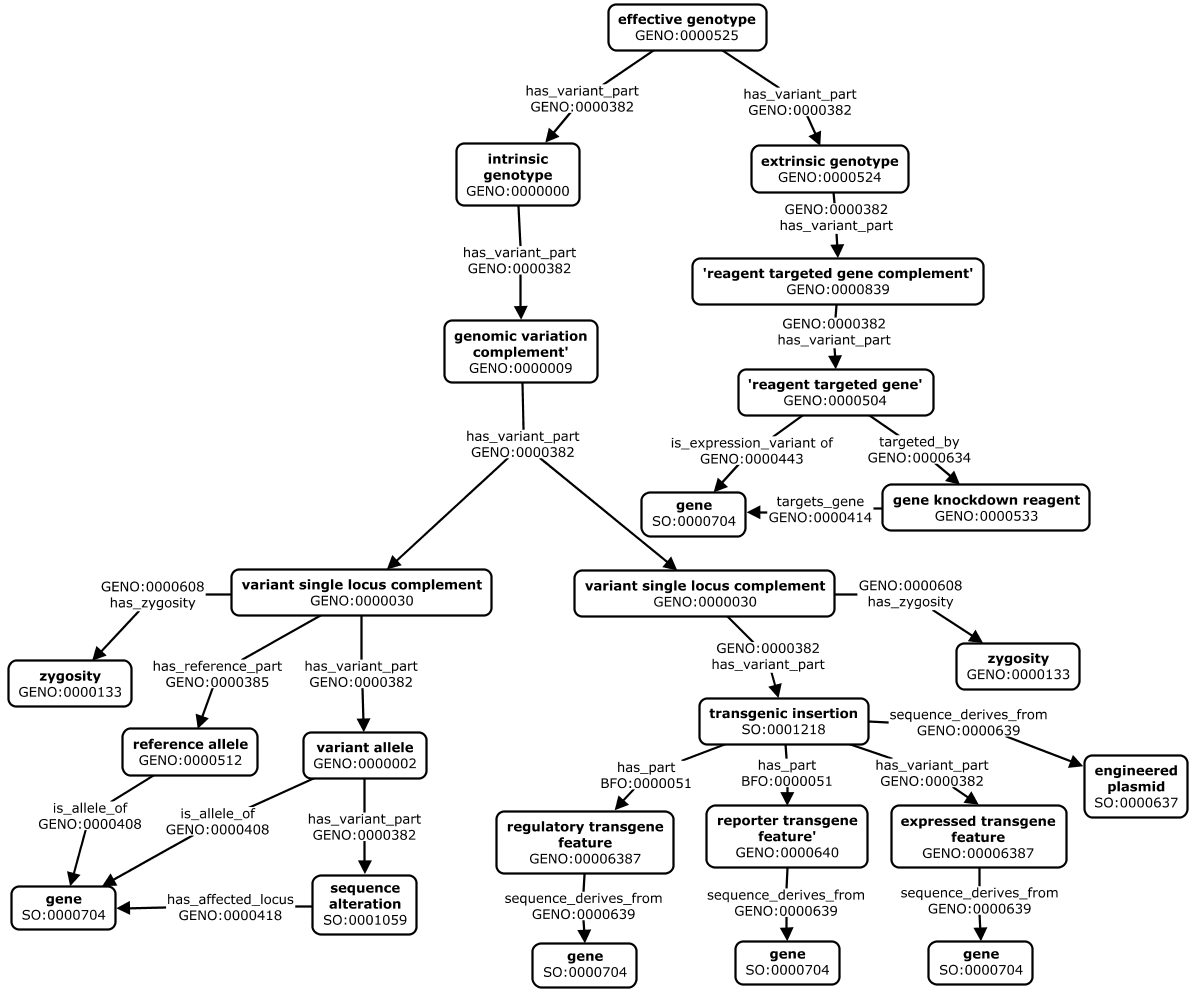 effective genotype
GENO:0000525
has_variant_part
GENO:0000382
has_variant_part
GENO:0000382
intrinsic
genotype
GENO:0000000
extrinsic genotype
GENO:0000524
GENO:0000382
has_variant_part
has_variant_part
GENO:0000382
'reagent targeted gene complement'
GENO:0000839
GENO:0000382
has_variant_part
genomic variation
complement'
GENO:0000009
'reagent targeted gene'
GENO:0000504
has_variant_part
GENO:0000382
is_expression_variant of
GENO:0000443
targeted_by
GENO:0000634
gene
SO:0000704
targets_gene
GENO:0000414
gene knockdown reagent
GENO:0000533
GENO:0000608
has_zygosity
variant single locus complement
GENO:0000030
variant single locus complement
GENO:0000030
GENO:0000608
has_zygosity
zygosity
GENO:0000133
has_reference_part
GENO:0000385
has_variant_part
GENO:0000382
GENO:0000382
has_variant_part
zygosity
GENO:0000133
reference allele
GENO:0000512
variant allele
GENO:0000002
transgenic insertion
SO:0001218
sequence_derives_from
GENO:0000639
is_allele_of
GENO:0000408
is_allele_of
GENO:0000408
has_variant_part
GENO:0000382
has_part
BFO:0000051
has_part
BFO:0000051
has_variant_part
GENO:0000382
engineered
plasmid
SO:0000637
regulatory transgene
feature
GENO:00006387
reporter transgene
feature'
GENO:0000640
expressed transgene
feature
GENO:00006387
gene
SO:0000704
has_affected_locus
GENO:0000418
sequence
alteration
SO:0001059
sequence_derives_from
GENO:0000639
sequence_derives_from
GENO:0000639
sequence_derives_from
GENO:0000639
gene
SO:0000704
gene
SO:0000704
gene
SO:0000704